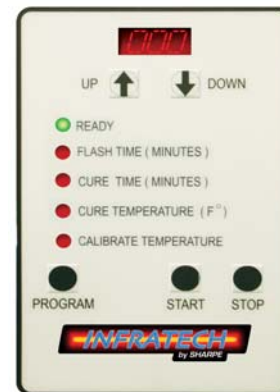 000
UP DOWN
READY
FLASH TIME ( MINUTES )
CURE TIME ( MINUTES )
CURE TEMPERATURE ( F° )
CALIBRATE TEMPERATURE
PROGRAM START STOP
INFRATECH
by SHARPE